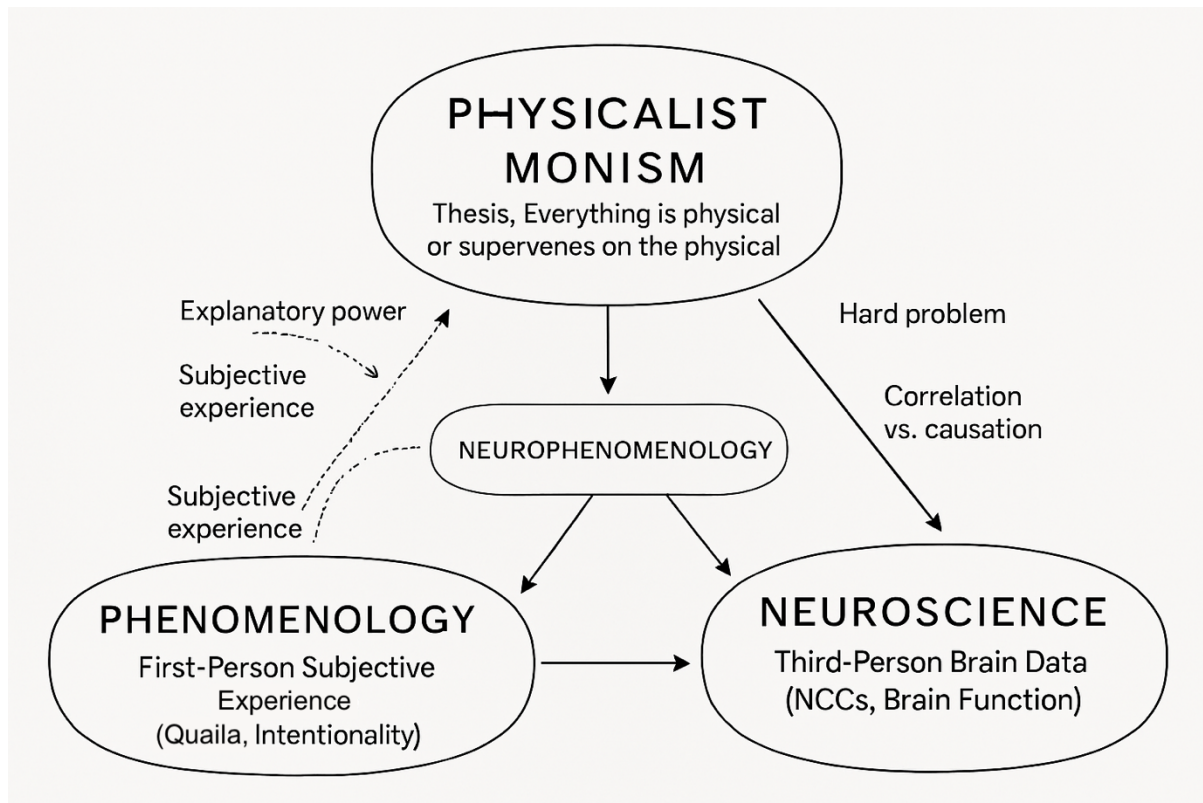 PHYSICALIST
MONISM
Thesis, Everything is physical
or supervenes on the physical
Explanatory power
Hard problem
Subjective
experience
Correlation
vs. causation
NEUROPHENOMENOLOGY
Subjective
experience
PHENOMENOLOGY
First-Person Subjective
Experience
(Quaila, Intentionality)
NEUROSCIENCE
Third-Person Brain Data
(NCCs, Brain Function)